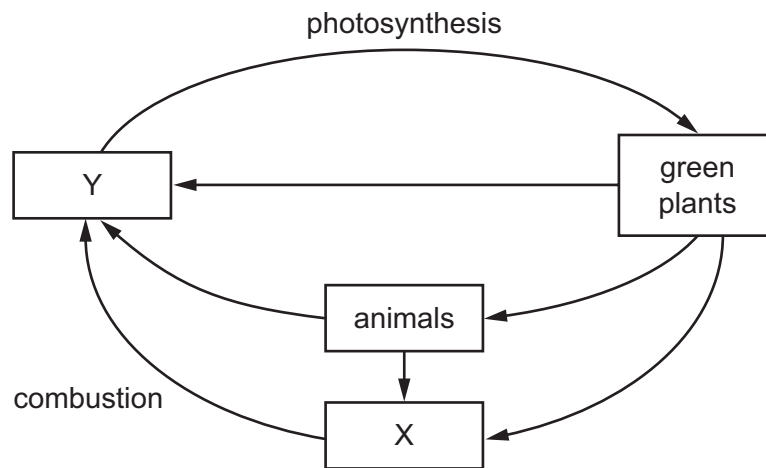 photosynthesis
Y
green
plants
animals
combustion
X